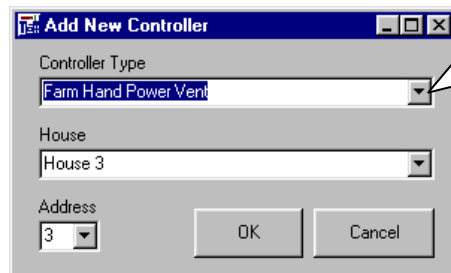 Add New Controller
Controller Type
Farm Hand Power Vent
House
House 3
Address
3
OK
Cancel